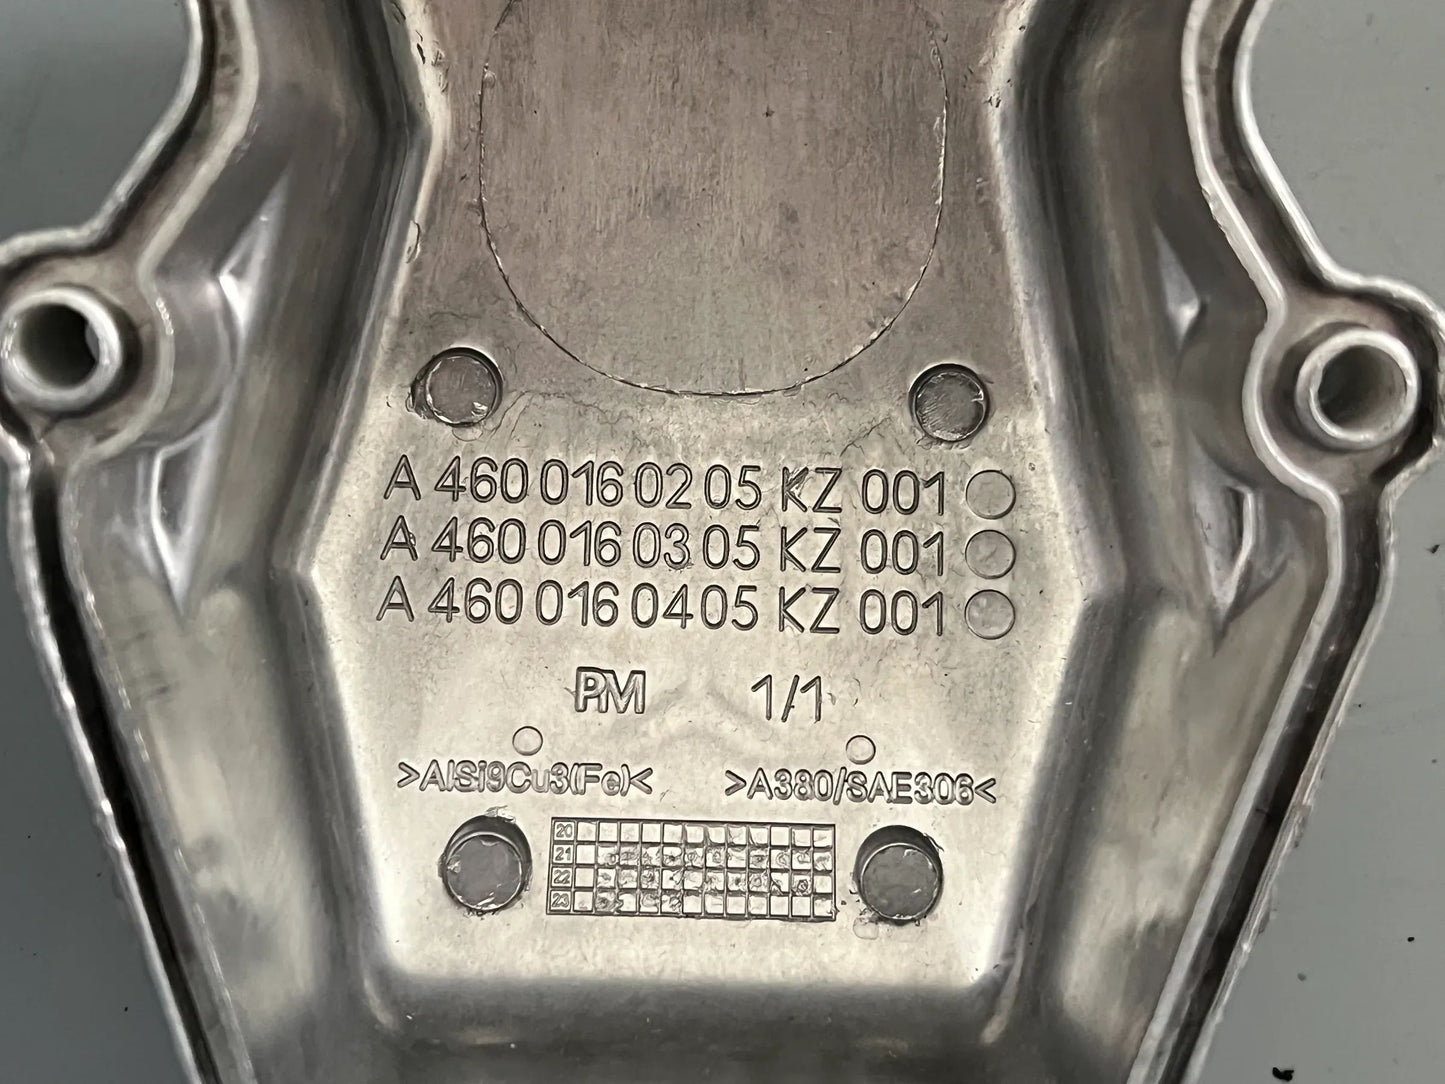 A 460 016 02 05 KZ 001
A 460 016 03 05 KZ 001
A 460 016 04 05 KZ 001
PM 1/1
>AlSi9Cu3(Fe)< >A380/SAE306<
20
21
22
23